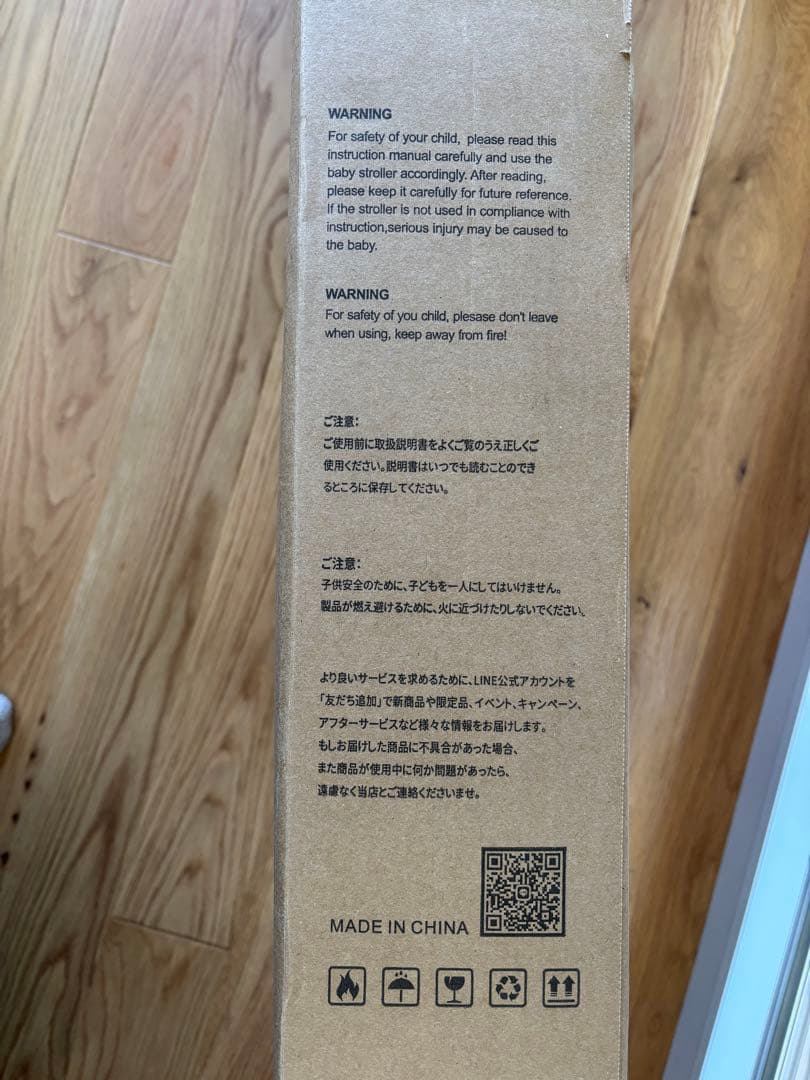 WARNING
For safety of your child, please read this
instruction manual carefully and use the
baby stroller accordingly. After reading,
please keep it carefully for future reference.
If the stroller is not used in compliance with
instruction,serious injury may be caused to
the baby.
WARNING
For safety of you child, plesase don't leave
when using, keep away from fire!
ご注意：
ご使用前に取扱説明書をよくご覧のうえ正しくご
使用ください。説明書はいつでも読むことのでき
るところに保存してください。
ご注意：
子供安全のために、子どもを一人にしてはいけません。
製品が燃え避けるために、火に近づけたりしないでください。
より良いサービスを求めるために、LINE公式アカウントを
「友だち追加」で新商品や限定品、イベント、キャンペーン、
アフターサービスなど様々な情報をお届けします。
もしお届けした商品に不具合があった場合、
また商品が使用中に何か問題があったら、
遠慮なく当店とご連絡くださいませ。
MADE IN CHINA